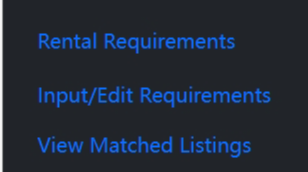 Rental Requirements
Input/Edit Requirements
View Matched Listings